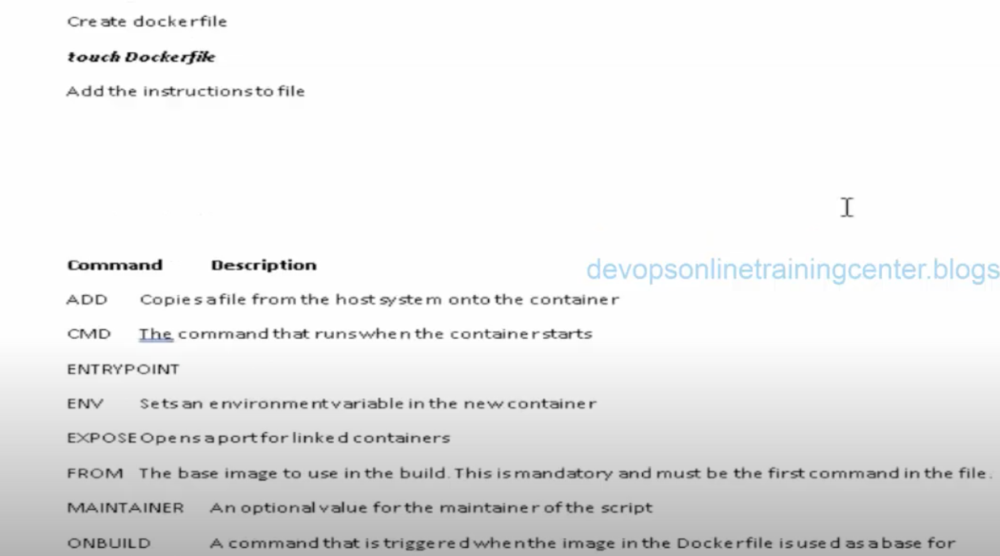 Create dockerfile
touch Dockerfile
Add the instructions to file
Command Description
devopsonlinetrainingcenter.blogs
ADD Copies a file from the host system onto the container
CMD The command that runs when the container starts
ENTRYPOINT
ENV Sets an environment variable in the new container
EXPOSE Opens a port for linked containers
FROM The base image to use in the build. This is mandatory and must be the first command in the file.
MAINTAINER An optional value for the maintainer of the script
ONBUILD A command that is triggered when the image in the Dockerfile is used as a base for